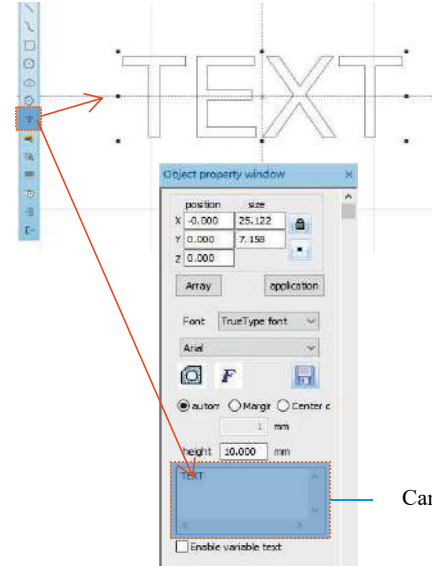 TEXT
T
Object property window ×
position size
X -0.000 25.122
Y 0.000 7.158
Z 0.000
Array application
Font TrueType font
Arial
F
autom Margir Center c
1 mm
height 10.000 mm
TEXT
Can
Enable variable text